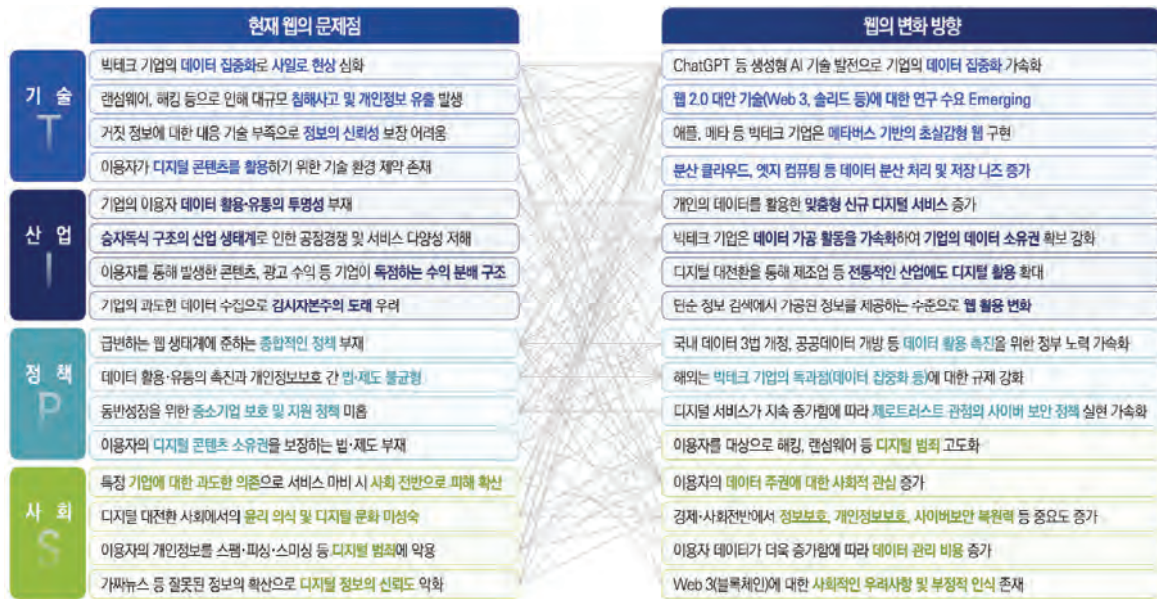 현재 웹의 문제점
웹의 변화 방향
기 술
T
빅테크 기업의 데이터 집중화로 사일로 현상 심화
랜섬웨어, 해킹 등으로 인해 대규모 침해사고 및 개인정보 유출 발생
거짓 정보에 대한 대응 기술 부족으로 정보의 신뢰성 보장 어려움
이용자가 디지털 콘텐츠를 활용하기 위한 기술 환경 제약 존재
ChatGPT 등 생성형 AI 기술 발전으로 기업의 데이터 집중화 가속화
웹 2.0 대안 기술(Web 3, 솔리드 등)에 대한 연구 수요 Emerging
애플, 메타 등 빅테크 기업은 메타버스 기반의 초실감형 웹 구현
분산 클라우드, 엣지 컴퓨팅 등 데이터 분산 처리 및 저장 니즈 증가
산 업
I
기업의 이용자 데이터 활용·유통의 투명성 부재
승자독식 구조의 산업 생태계로 인한 공정경쟁 및 서비스 다양성 저해
이용자를 통해 발생한 콘텐츠, 광고 수익 등 기업이 독점하는 수익 분배 구조
기업의 과도한 데이터 수집으로 감시자본주의 도래 우려
개인의 데이터를 활용한 맞춤형 신규 디지털 서비스 증가
빅테크 기업은 데이터 가공 활동을 가속화하여 기업의 데이터 소유권 확보 강화
디지털 대전환을 통해 제조업 등 전통적인 산업에도 디지털 활용 확대
단순 정보 검색에서 가공된 정보를 제공하는 수준으로 웹 활용 변화
정 책
P
급변하는 웹 생태계에 준하는 종합적인 정책 부재
데이터 활용·유통의 촉진과 개인정보보호 간 법·제도 불균형
동반성장을 위한 중소기업 보호 및 지원 정책 미흡
이용자의 디지털 콘텐츠 소유권을 보장하는 법·제도 부재
국내 데이터 3법 개정, 공공데이터 개방 등 데이터 활용 촉진을 위한 정부 노력 가속화
해외는 빅테크 기업의 독과점(데이터 집중화 등)에 대한 규제 강화
디지털 서비스가 지속 증가함에 따라 제로트러스트 관점의 사이버 보안 정책 실현 가속화
이용자를 대상으로 해킹, 랜섬웨어 등 디지털 범죄 고도화
사 회
S
특정 기업에 대한 과도한 의존으로 서비스 마비 시 사회 전반으로 피해 확산
디지털 대전환 사회에서의 윤리 의식 및 디지털 문화 미성숙
이용자의 개인정보를 스팸·피싱·스미싱 등 디지털 범죄에 악용
가짜뉴스 등 잘못된 정보의 확산으로 디지털 정보의 신뢰도 악화
이용자의 데이터 주권에 대한 사회적 관심 증가
경제·사회전반에서 정보보호, 개인정보보호, 사이버보안 복원력 등 중요도 증가
이용자 데이터가 더욱 증가함에 따라 데이터 관리 비용 증가
Web 3(블록체인)에 대한 사회적인 우려사항 및 부정적 인식 존재